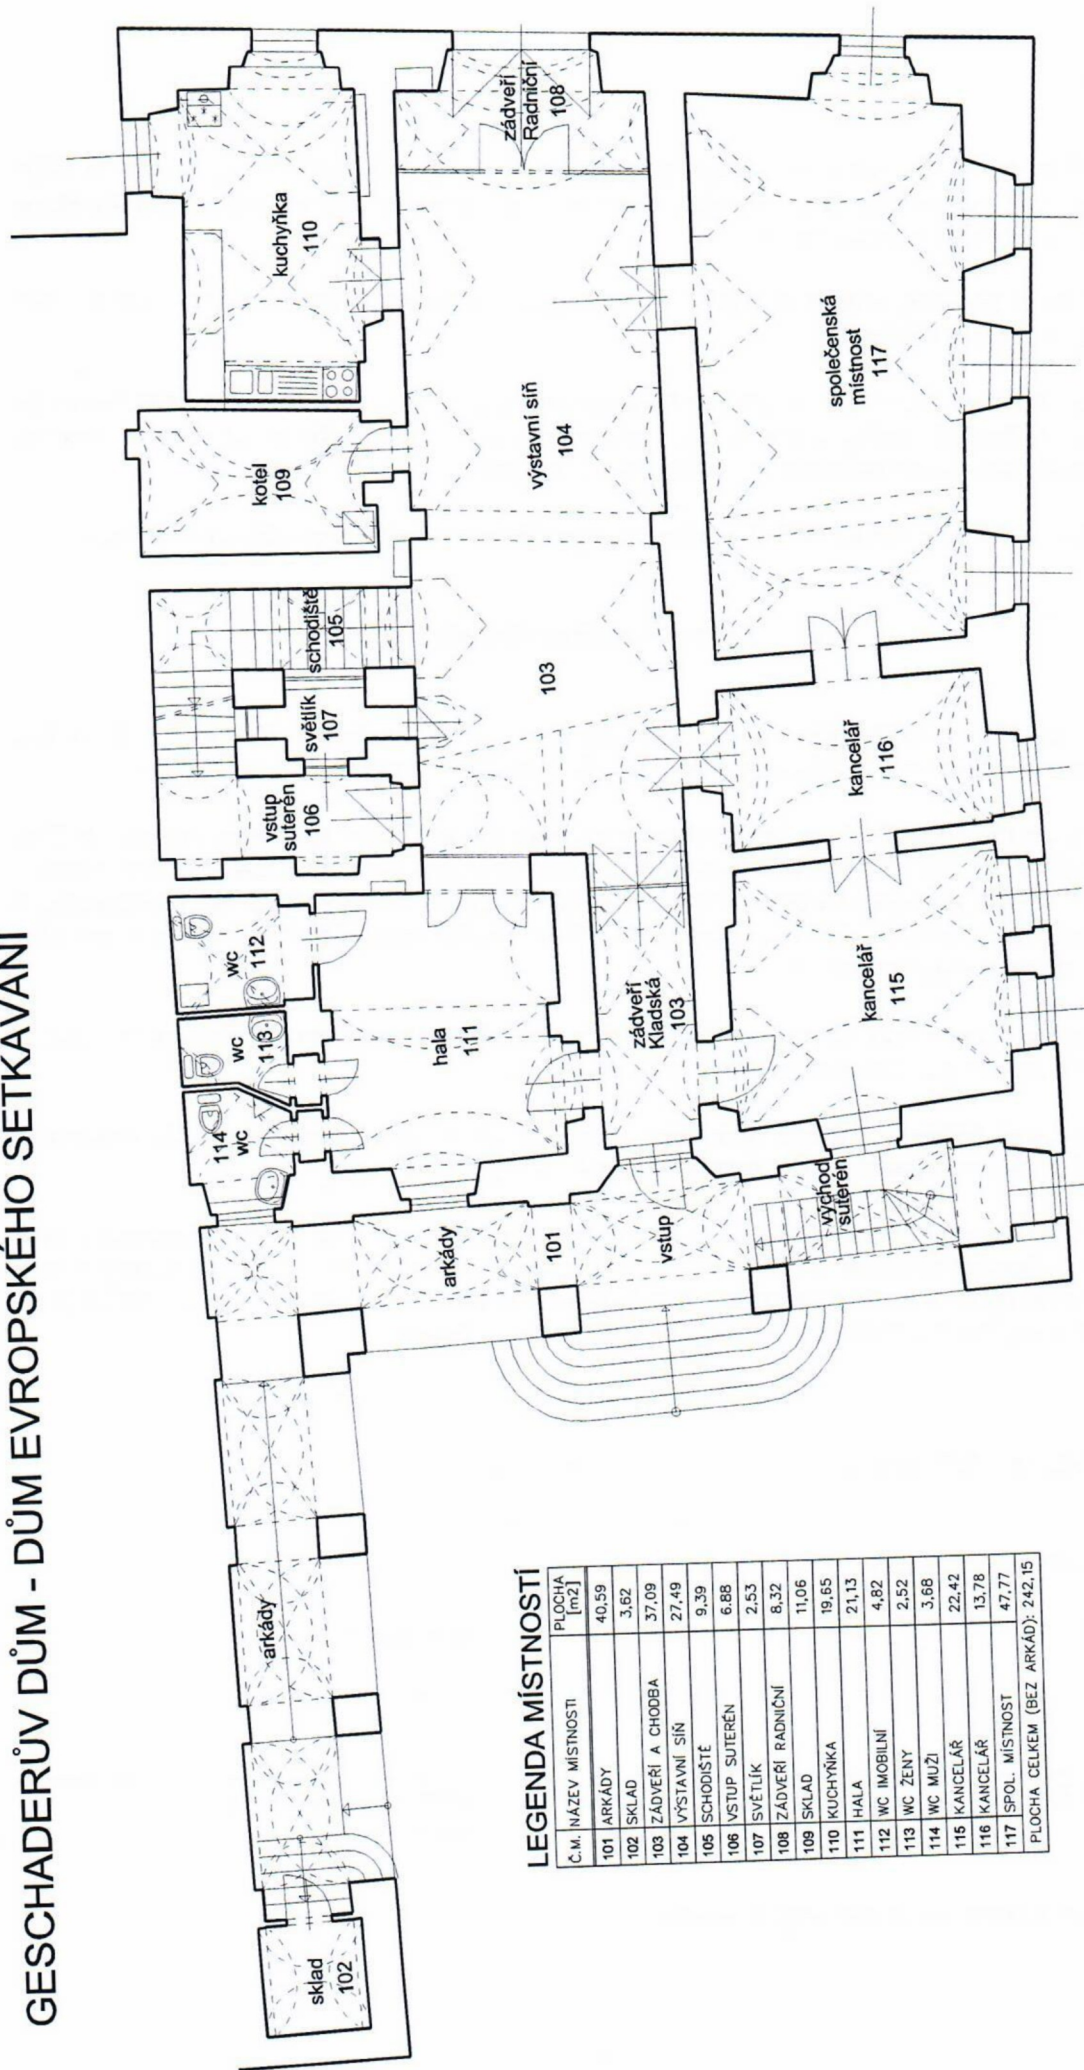 GESCHADERŮV DŮM - DŮM EVROPSKÉHO SETKÁVÁNÍ
kuchyňka
110
zádveří
Radniční
108
kotel
109
výstavní síň
104
společenská
místnost
117
schodiště
105
světlík
107
vstup
suterén
106
103
kancelář
116
wc
112
wc
113
114
wc
hala
111
zádveří
Kladská
103
kancelář
115
arkády
101
vstup
východ
suterén
arkády
sklad
102
LEGENDA MÍSTNOSTÍ
Č.M. NÁZEV MÍSTNOSTI PLOCHA [m2]
101 ARKÁDY 40,59
102 SKLAD 3,62
103 ZÁDVEŘÍ A CHODBA 37,09
104 VÝSTAVNÍ SÍŇ 27,49
105 SCHODIŠTĚ 9,39
106 VSTUP SUTERÉN 6,88
107 SVĚTLÍK 2,53
108 ZÁDVEŘÍ RADNIČNÍ 8,32
109 SKLAD 11,06
110 KUCHYŇKA 19,65
111 HALA 21,13
112 WC IMOBILNÍ 4,82
113 WC ŽENY 2,52
114 WC MUŽI 3,68
115 KANCELÁŘ 22,42
116 KANCELÁŘ 13,78
117 SPOL. MÍSTNOST 47,77
PLOCHA CELKEM (BEZ ARKÁD): 242,15